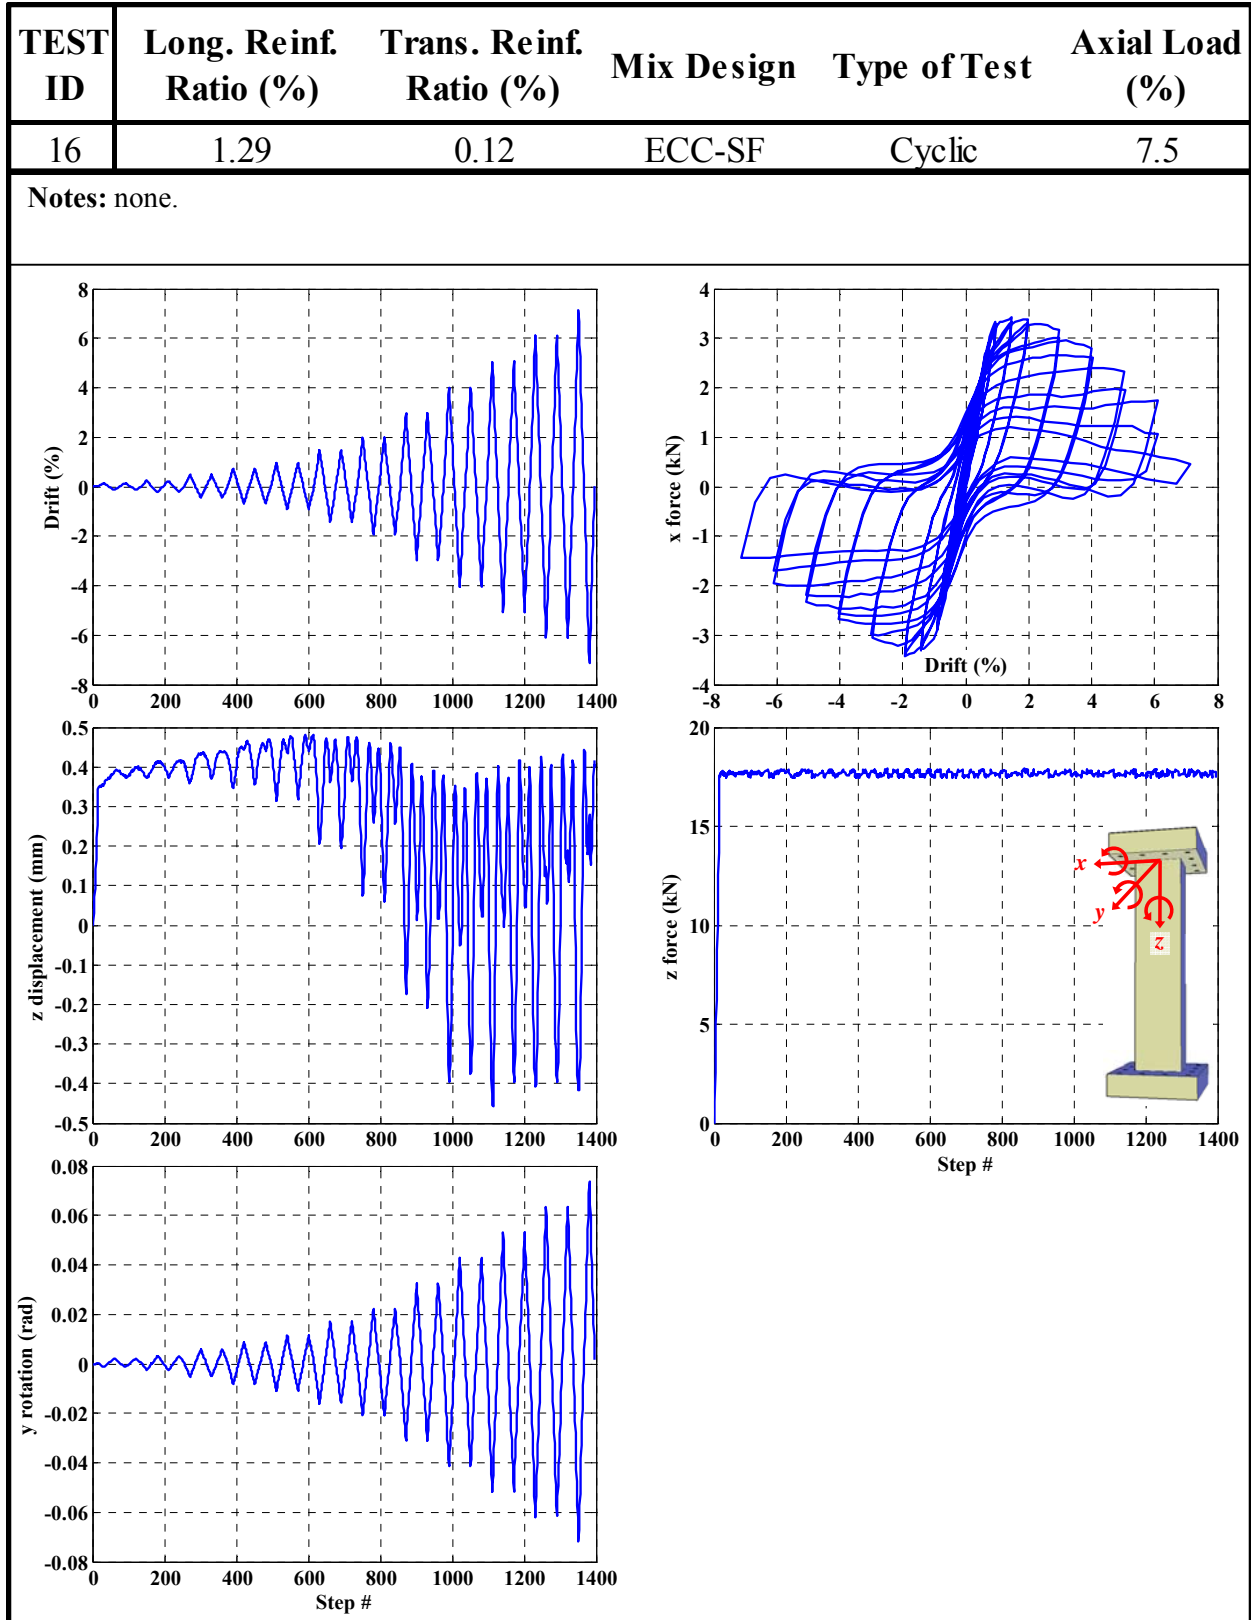 TEST ID Long. Reinf. Ratio (%) Trans. Reinf. Ratio (%) Mix Design Type of Test Axial Load (%)
16 1.29 0.12 ECC-SF Cyclic 7.5
Notes: none.
8
6
4
2
0
-2
-4
-6
-8
Drift (%)
0 200 400 600 800 1000 1200 1400
4
3
2
1
0
-1
-2
-3
-4
x force (kN)
Drift (%)
-8 -6 -4 -2 0 2 4 6 8
0.5
0.4
0.3
0.2
0.1
0
-0.1
-0.2
-0.3
-0.4
-0.5
z displacement (mm)
0 200 400 600 800 1000 1200 1400
20
15
10
5
0
z force (kN)
x
y
z
0 200 400 600 800 1000 1200 1400
Step #
0.08
0.06
0.04
0.02
0
-0.02
-0.04
-0.06
-0.08
y rotation (rad)
0 200 400 600 800 1000 1200 1400
Step #